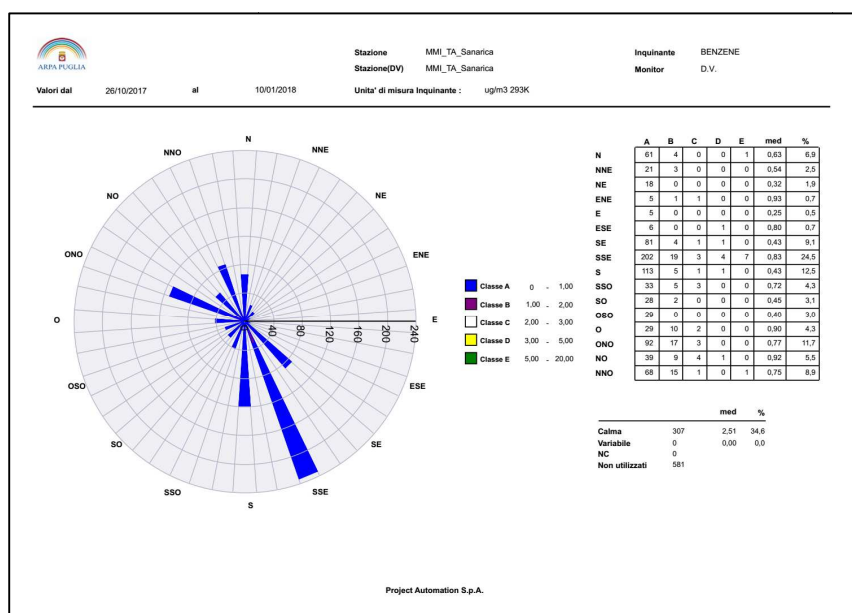 ARPA PUGLIA
Stazione MMI_TA_Sanarica Inquinante BENZENE
Stazione(DV) MMI_TA_Sanarica Monitor D.V.
Valori dal 26/10/2017 al 10/01/2018 Unita' di misura Inquinante : ug/m3 293K
N
NNE
NE
ENE
E
ESE
SE
SSE
S
SSO
SO
OSO
O
ONO
NO
NNO
40 80 120 160 200 240
Classe A 0 - 1,00
Classe B 1,00 - 2,00
Classe C 2,00 - 3,00
Classe D 3,00 - 5,00
Classe E 5,00 - 20,00
A B C D E med %
N 61 4 0 0 1 0,63 6,9
NNE 21 3 0 0 0 0,54 2,5
NE 18 0 0 0 0 0,32 1,9
ENE 5 1 1 0 0 0,93 0,7
E 5 0 0 0 0 0,25 0,5
ESE 6 0 0 1 0 0,80 0,7
SE 81 4 1 1 0 0,43 9,1
SSE 202 19 3 4 7 0,83 24,5
S 113 5 1 1 0 0,43 12,5
SSO 33 5 3 0 0 0,72 4,3
SO 28 2 0 0 0 0,45 3,1
OSO 29 0 0 0 0 0,40 3,0
O 29 10 2 0 0 0,90 4,3
ONO 92 17 3 0 0 0,77 11,7
NO 39 9 4 1 0 0,92 5,5
NNO 68 15 1 0 1 0,75 8,9
med %
Calma 307 2,51 34,6
Variabile 0 0,00 0,0
NC 0
Non utilizzati 581
Project Automation S.p.A.